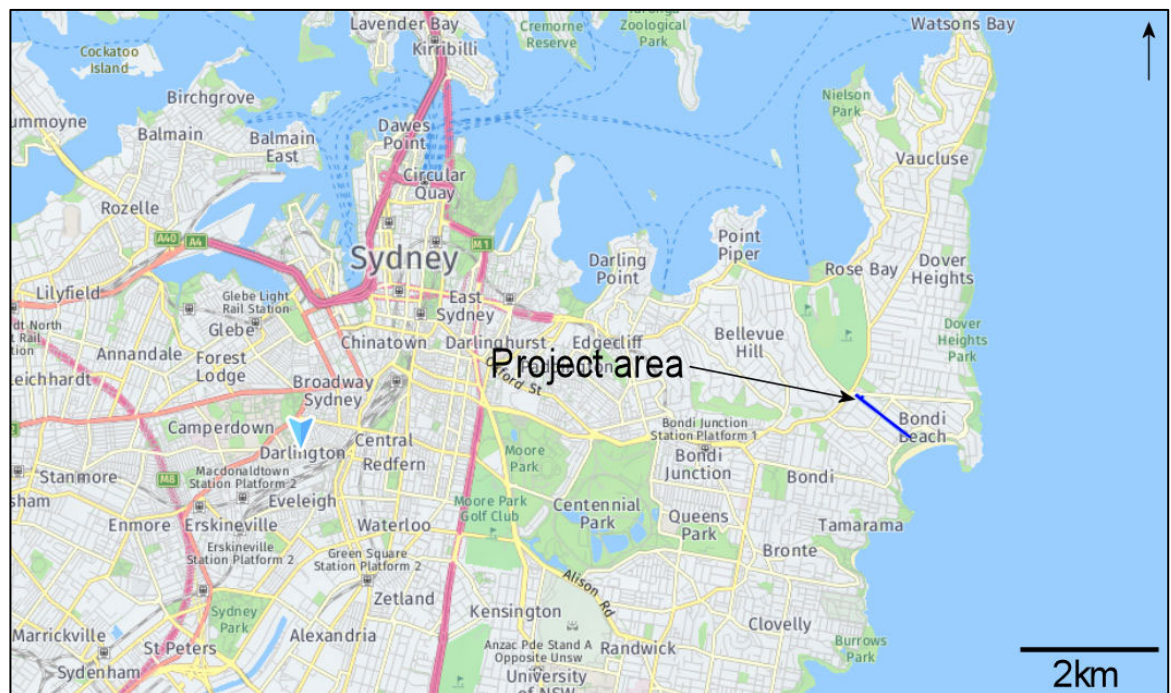 Lavender Bay
Kirribilli
Cremorne
Reserve
Zoological
Park
Watsons Bay
Cockatoo
Island
Birchgrove
Nielson
Park
Balmain
Balmain
East
Dawes
Point
Vaucluse
Circular
Quay
Rozelle
A40
A4
M 1
Sydney
Darling
Point
Point
Piper
Rose Bay
Dover
Heights
Lilyfield
Glebe Light
Rail Station
Glebe
East
Sydney
Annandale
Forest
Lodge
Chinatown
Darlinghurst
Edgecliff
Bellevue
Hill
Dover
Heights
Park
Project area
Broadway
Sydney
Camperdown
Darlington
Central
Redfern
Moore
Park
Bondi Junction
Station Platform 1
Bondi
Junction
Bondi
Beach
Bondi
Stanmore
M8
Macdonaldtown
Station Platform 2
Eveleigh
Enmore
Erskineville
Erskineville
Station Platform 2
Waterloo
Green Square
Station Platform 2
Moore Park
Golf Club
Centennial
Park
Queens
Park
Tamarama
Bronte
Zetland
Alison Rd
Sydney
Park
Kensington
Clovelly
Marrickville
St Peters
Alexandria
Anzac Pde Stand A
Opposite Unsw
Randwick
Burrows
Park
Sydenham
University
2km